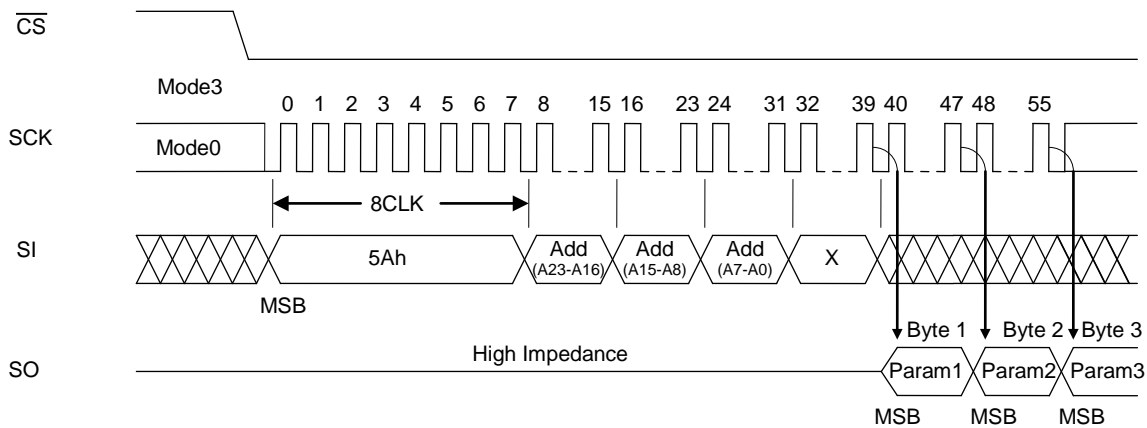 CS
Mode3
0 1 2 3 4 5 6 7 8 15 16 23 24 31 32 39 40 47 48 55
SCK
Mode0
8CLK
SI
5Ah
Add
(A23-A16)
Add
(A15-A8)
Add
(A7-A0)
X
MSB
High Impedance
Byte 1
Byte 2
Byte 3
SO
Param1
Param2
Param3
MSB
MSB
MSB